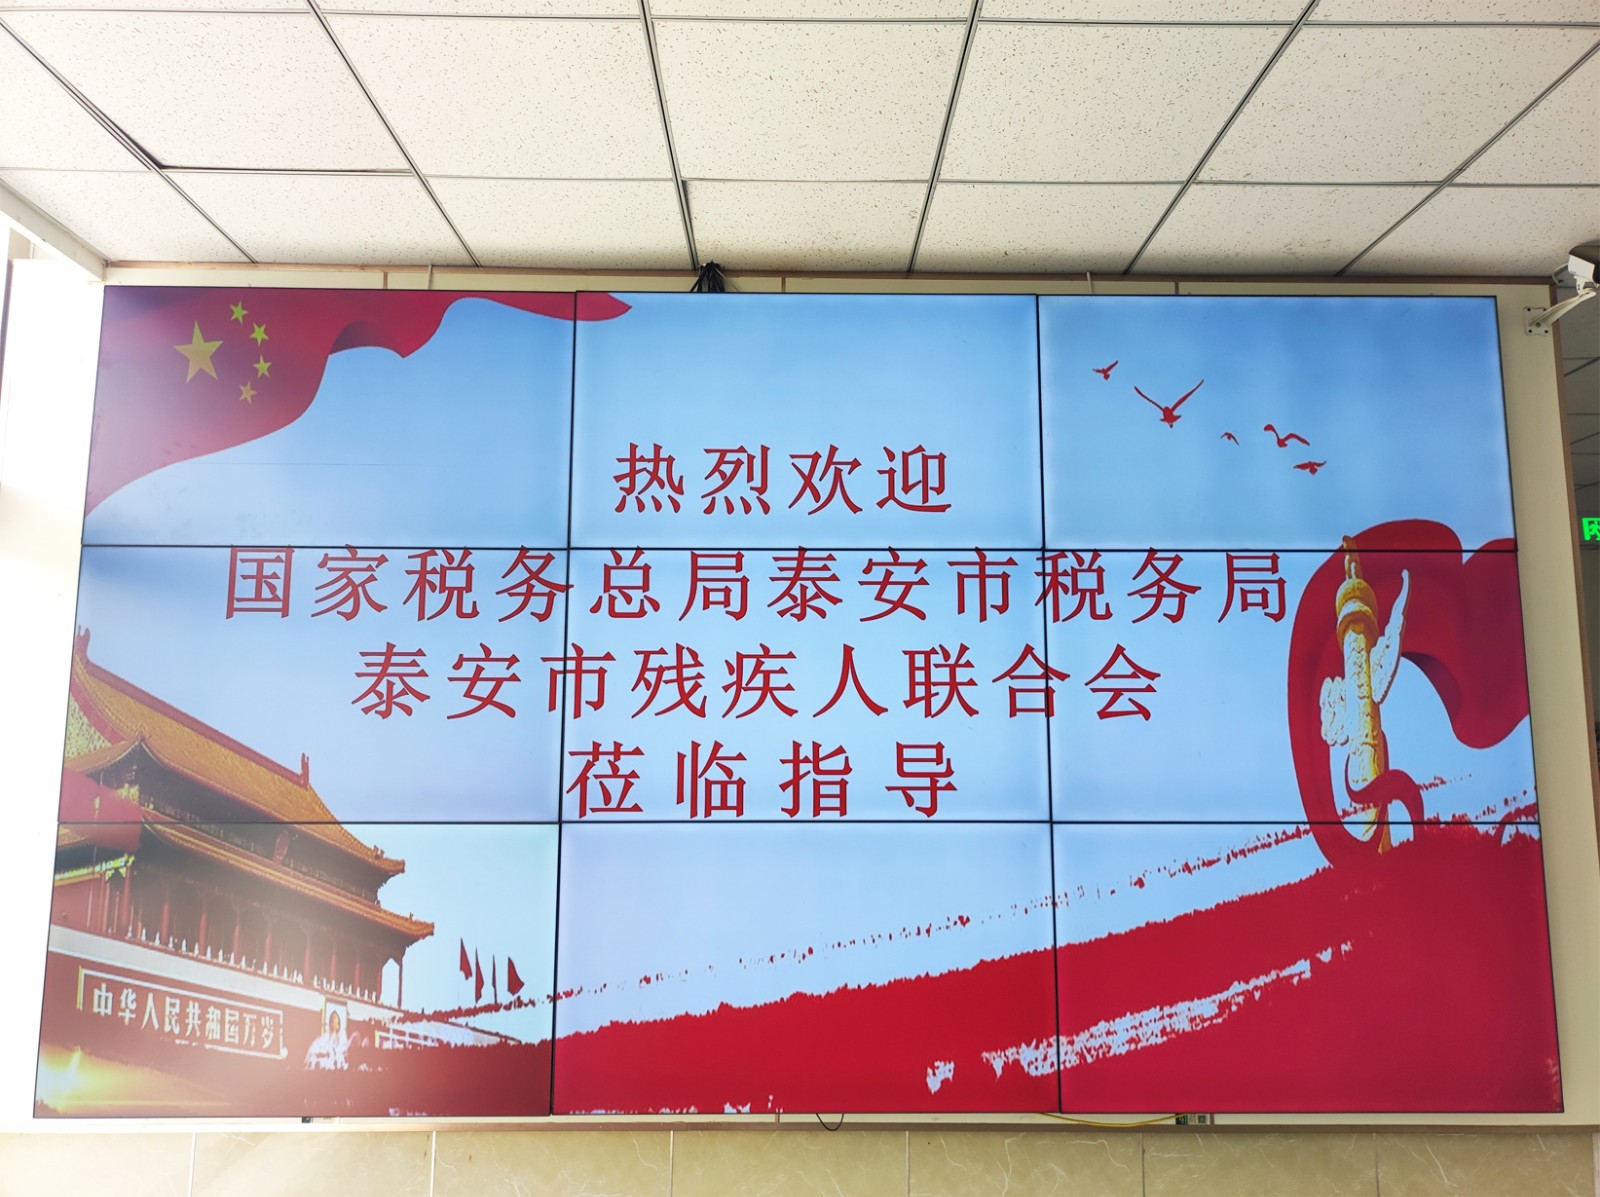 热烈欢迎
国家税务总局泰安市税务局
泰安市残疾人联合会
莅临指导
中华人民共和国万岁